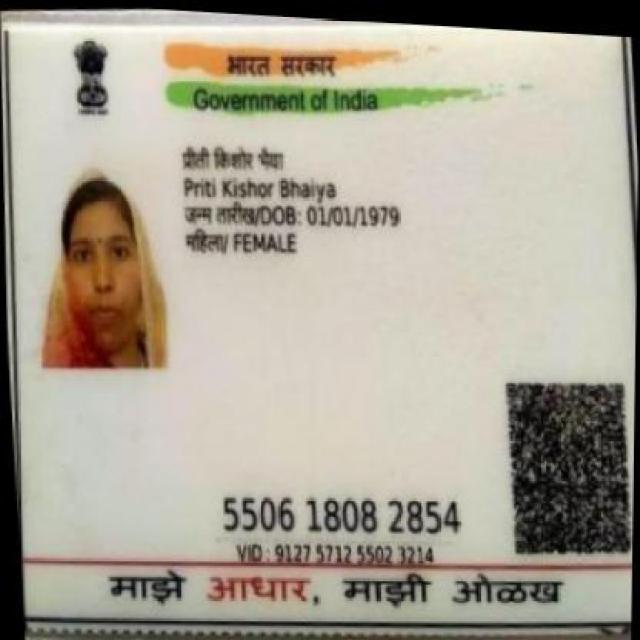 भारत सरकार
Government of India
प्रीती किशोर भैया
Priti Kishor Bhaiya
जन्म तारीख/DOB: 01/01/1979
महिला/ FEMALE
5506 1808 2854
VID : 9127 5712 5502 3214
माझे आधार, माझी ओळख